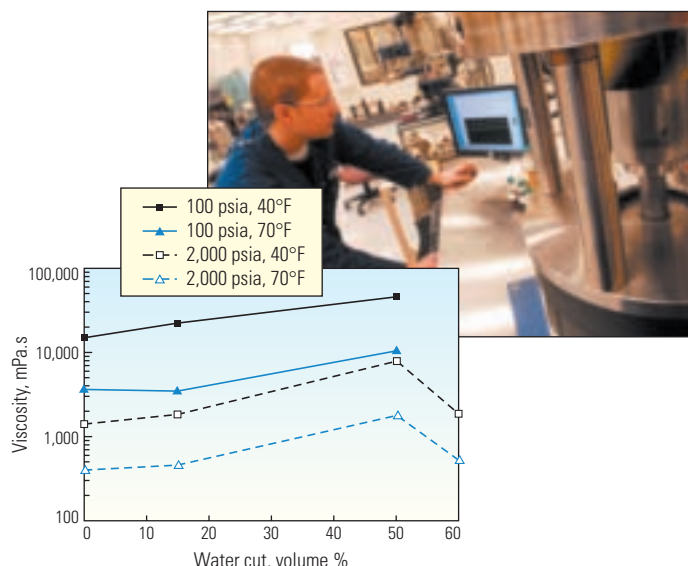 100 psia, 40°F
100 psia, 70°F
2,000 psia, 40°F
2,000 psia, 70°F
100,000
10,000
1,000
100
Viscosity, mPa.s
0 10 20 30 40 50 60
Water cut, volume %